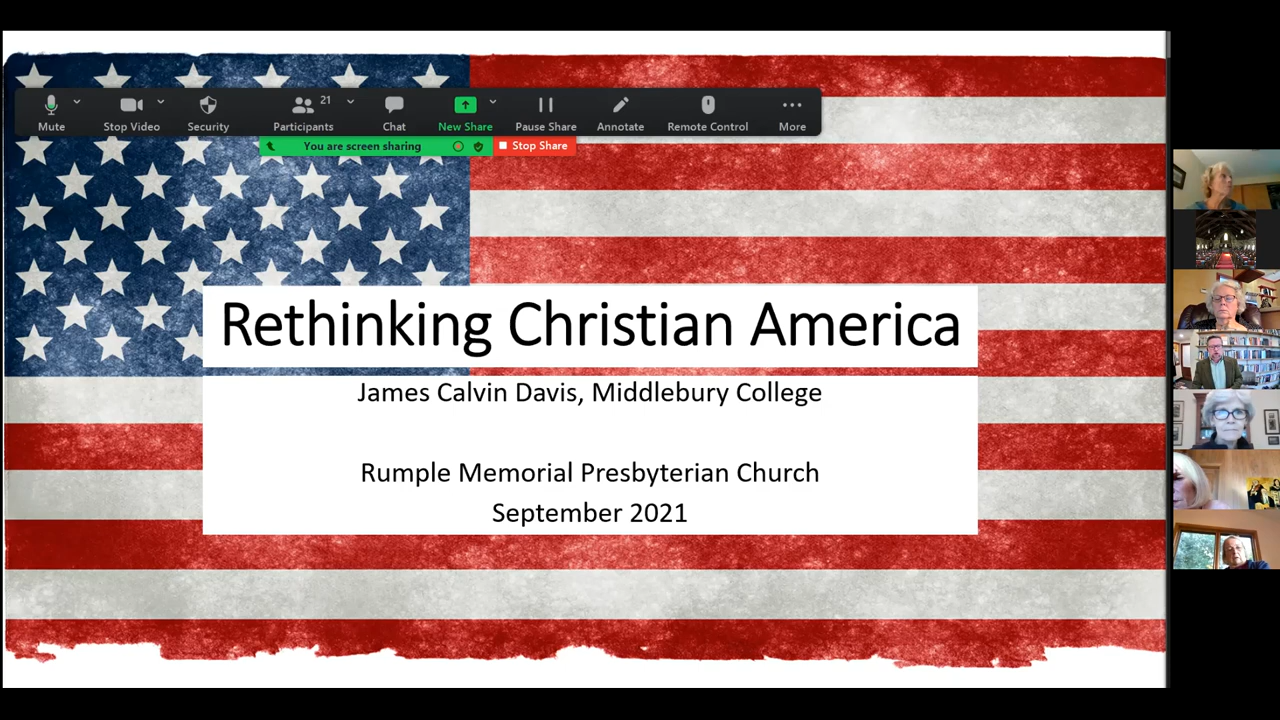 21
Mute
Stop Video
Security
Participants
Chat
New Share
Pause Share
Annotate
Remote Control
More
You are screen sharing
Stop Share
Rethinking Christian America
James Calvin Davis, Middlebury College
Rumple Memorial Presbyterian Church
September 2021